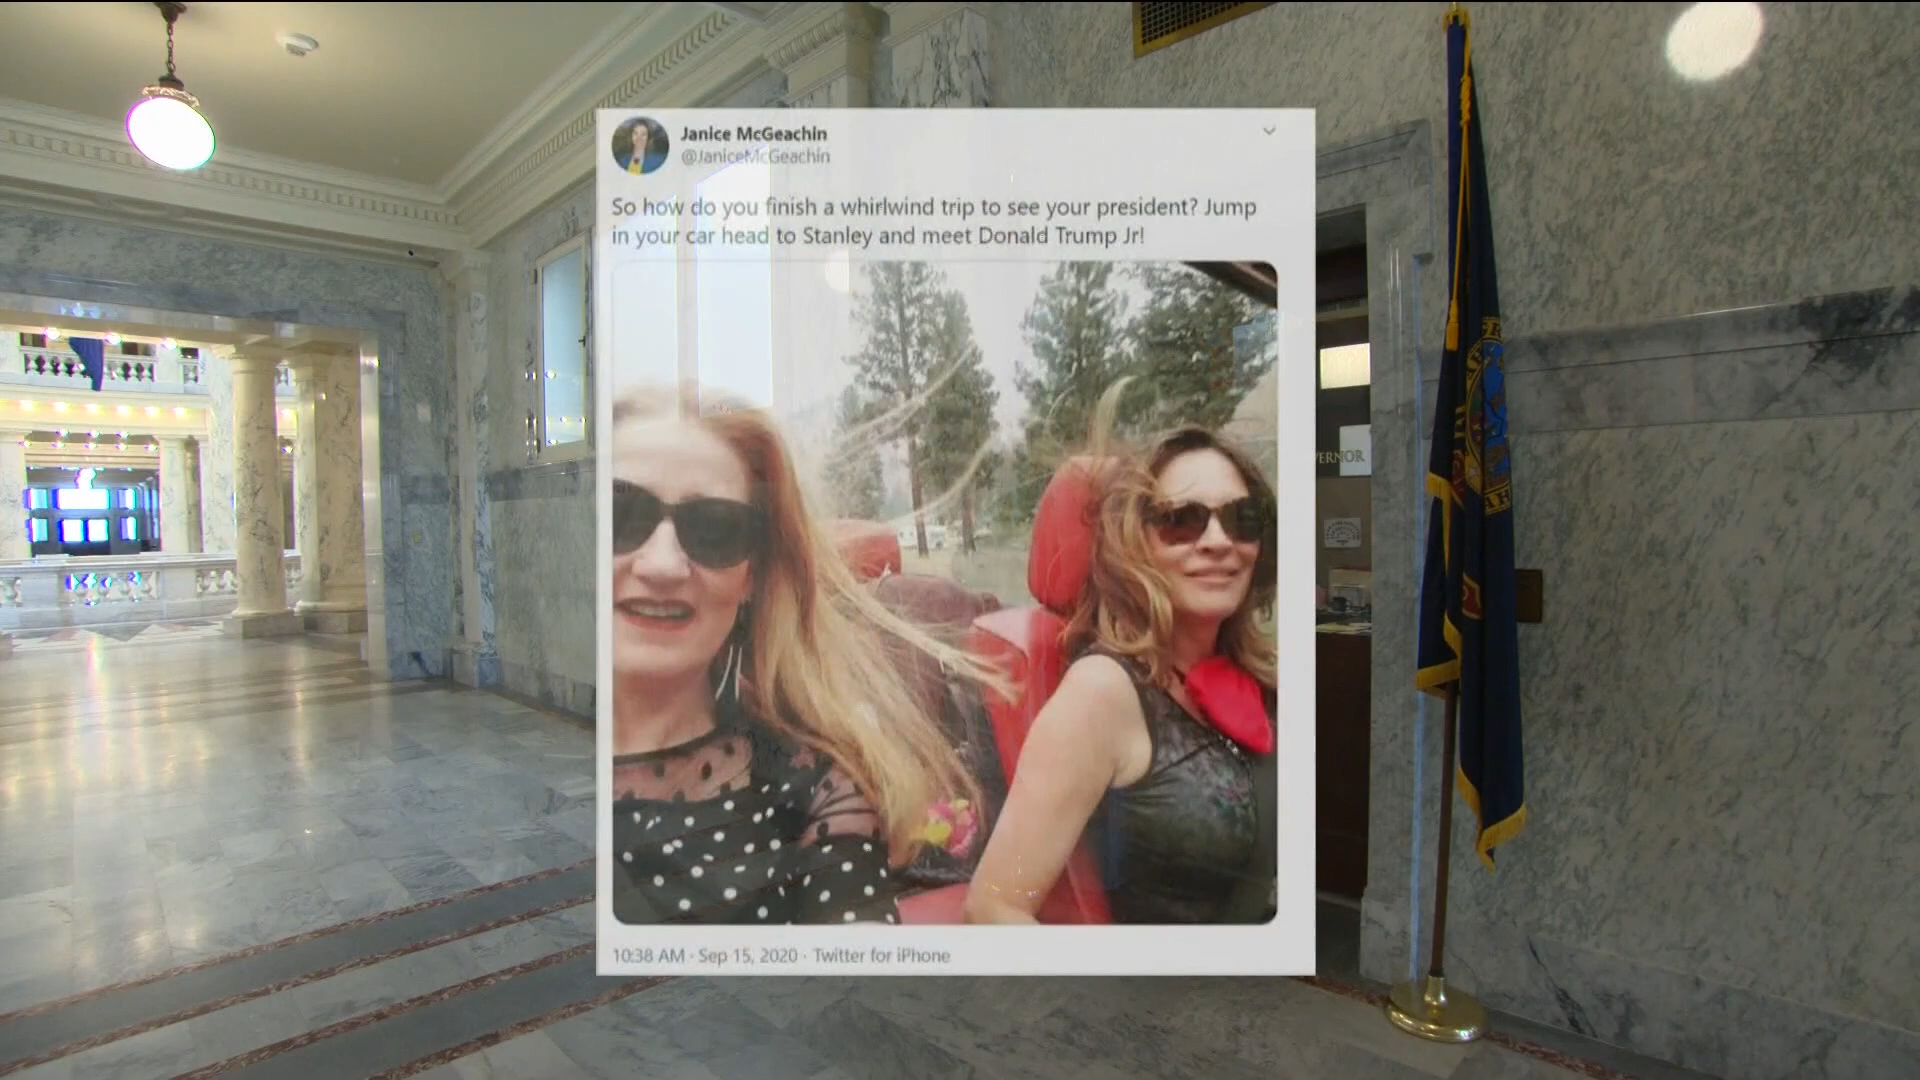 Janice McGeachin
@JaniceMcGeachin
So how do you finish a whirlwind trip to see your president? Jump
in your car head to Stanley and meet Donald Trump Jr!
VERNOR
AH
10:38 AM · Sep 15, 2020 · Twitter for iPhone